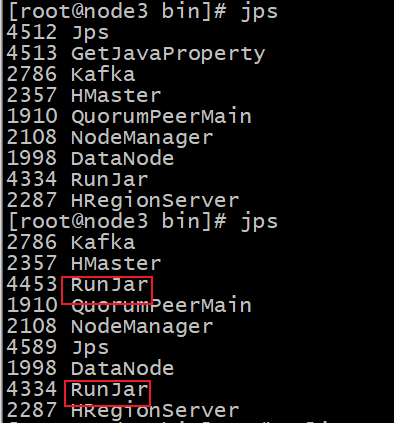 [root@node3 bin]# jps
4512 Jps
4513 GetJavaProperty
2786 Kafka
2357 HMaster
1910 QuorumPeerMain
2108 NodeManager
1998 DataNode
4334 RunJar
2287 HRegionServer
[root@node3 bin]# jps
2786 Kafka
2357 HMaster
4453 RunJar
1910 QuorumPeerMain
2108 NodeManager
4589 Jps
1998 DataNode
4334 RunJar
2287 HRegionServer